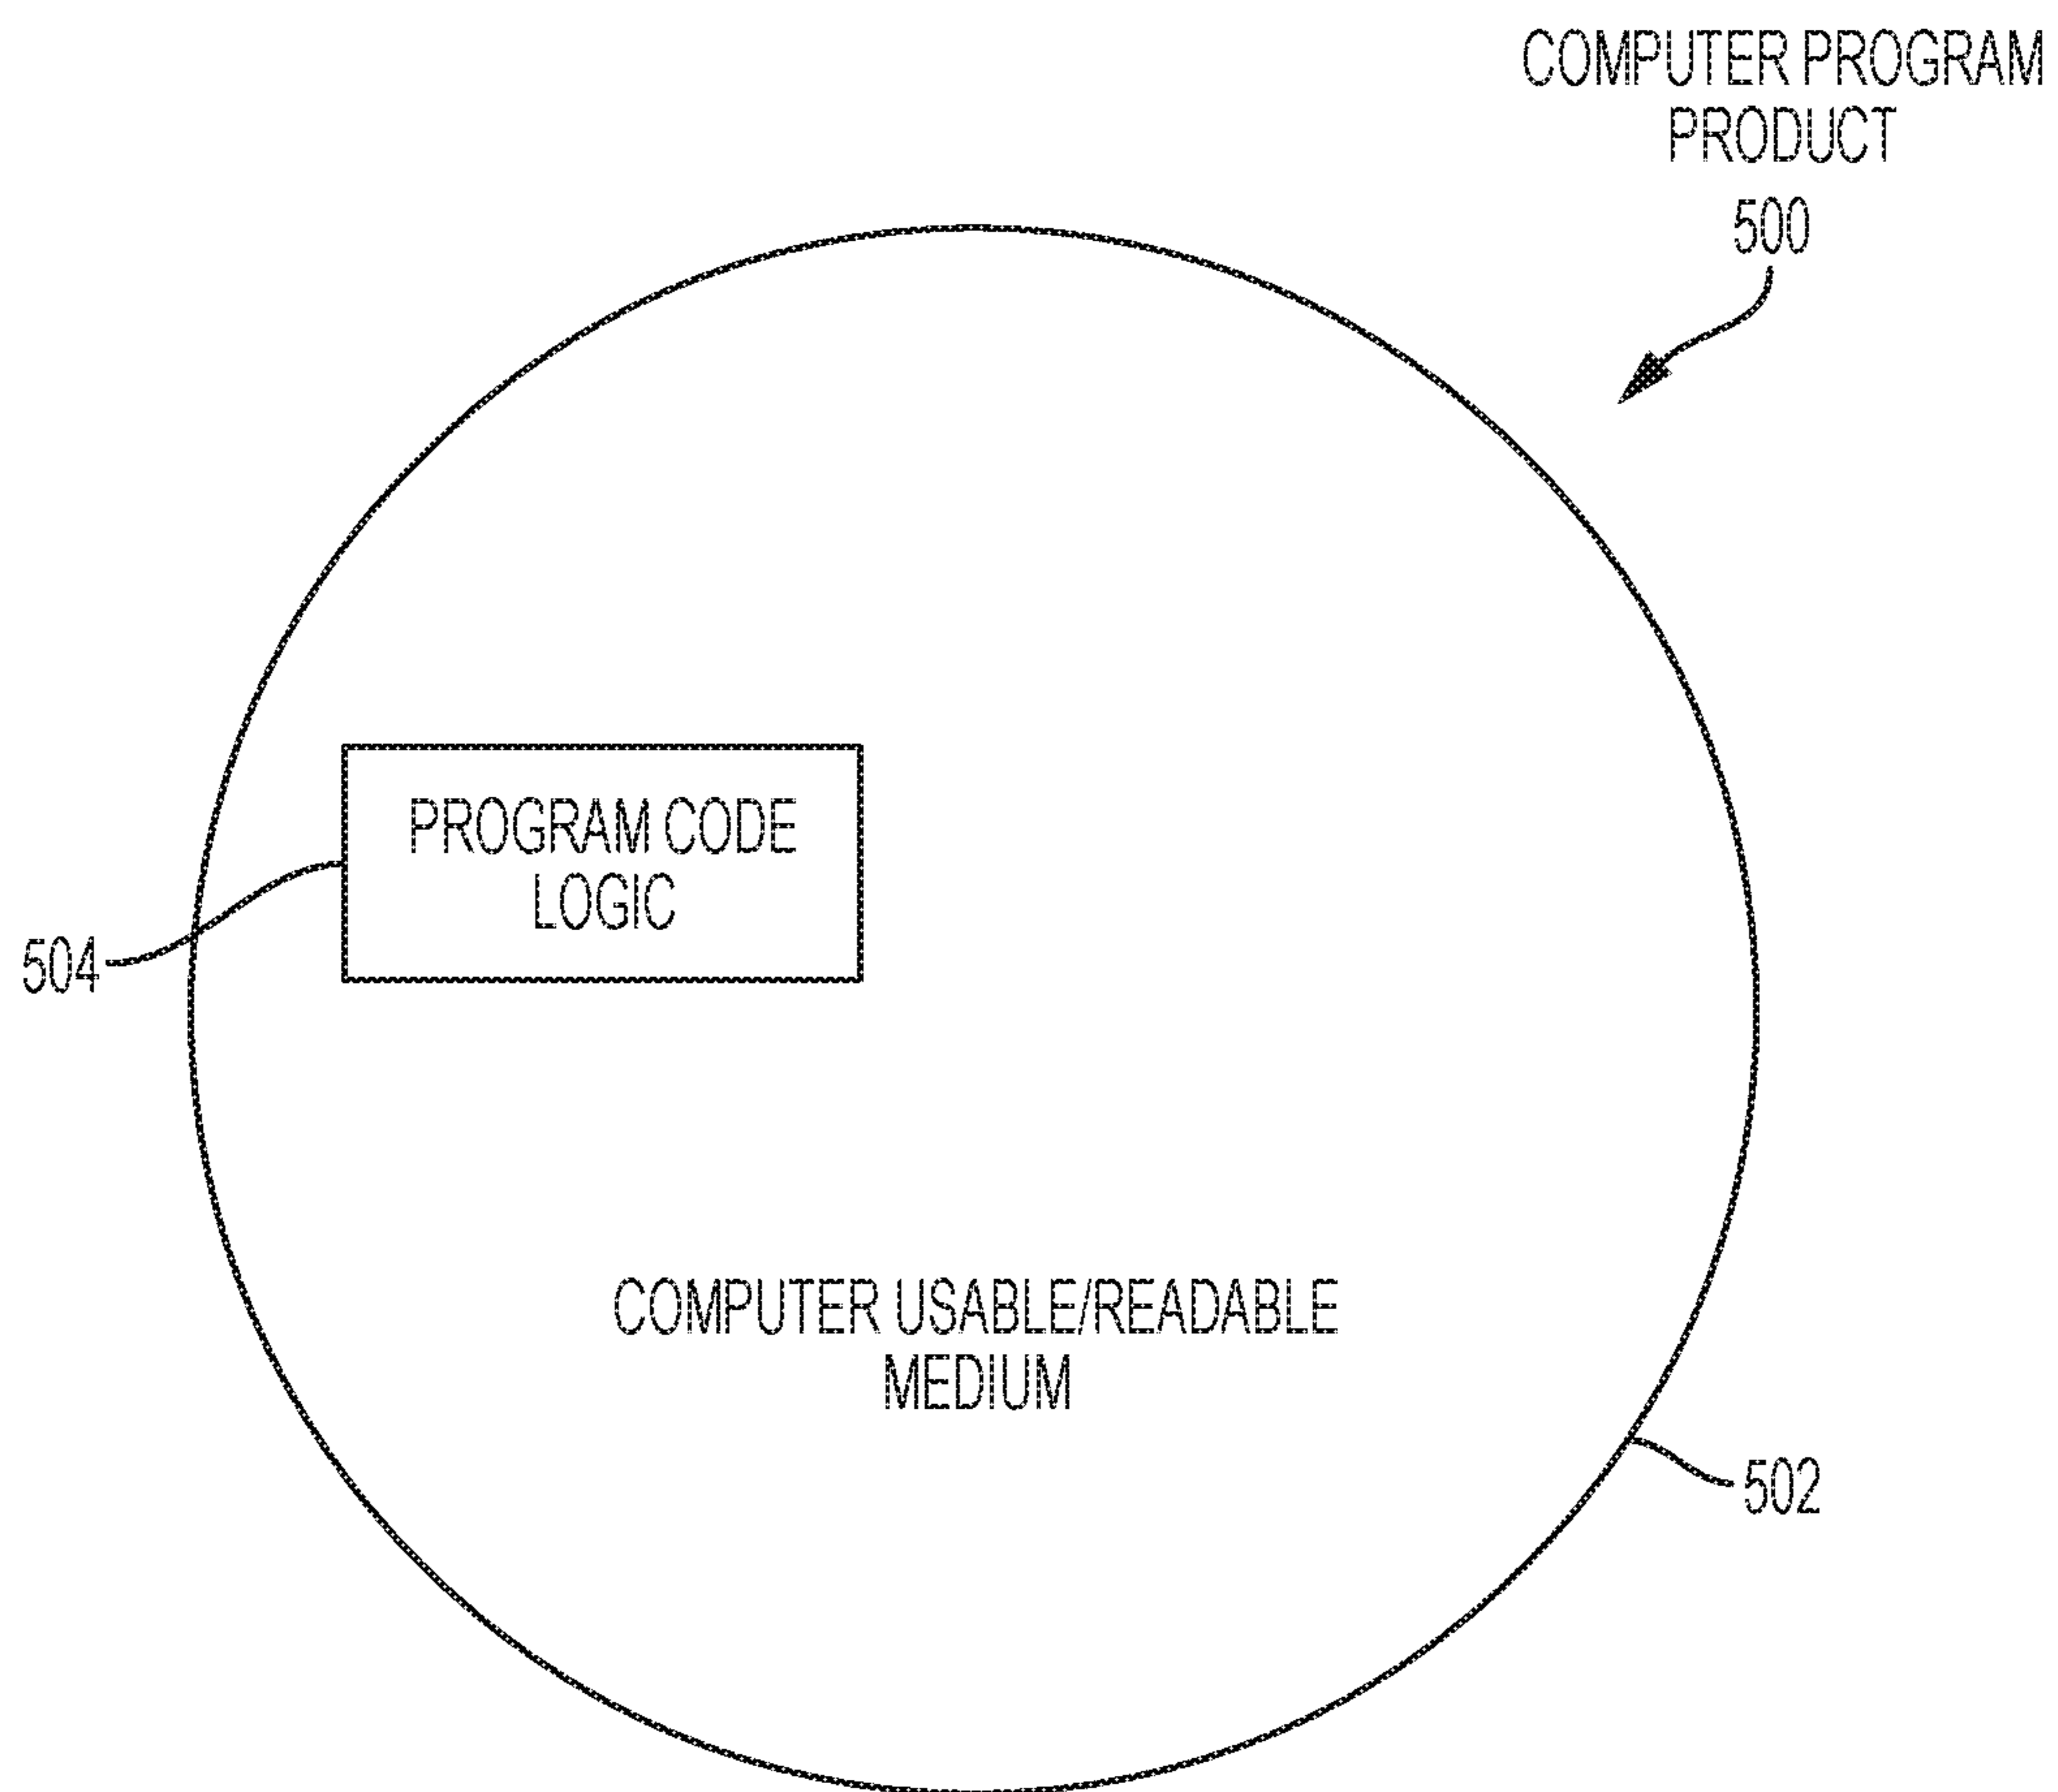 COMPUTER PROGRAM
PRODUCT
500
PROGRAM CODE
LOGIC
504
COMPUTER USABLE/READABLE
MEDIUM
502